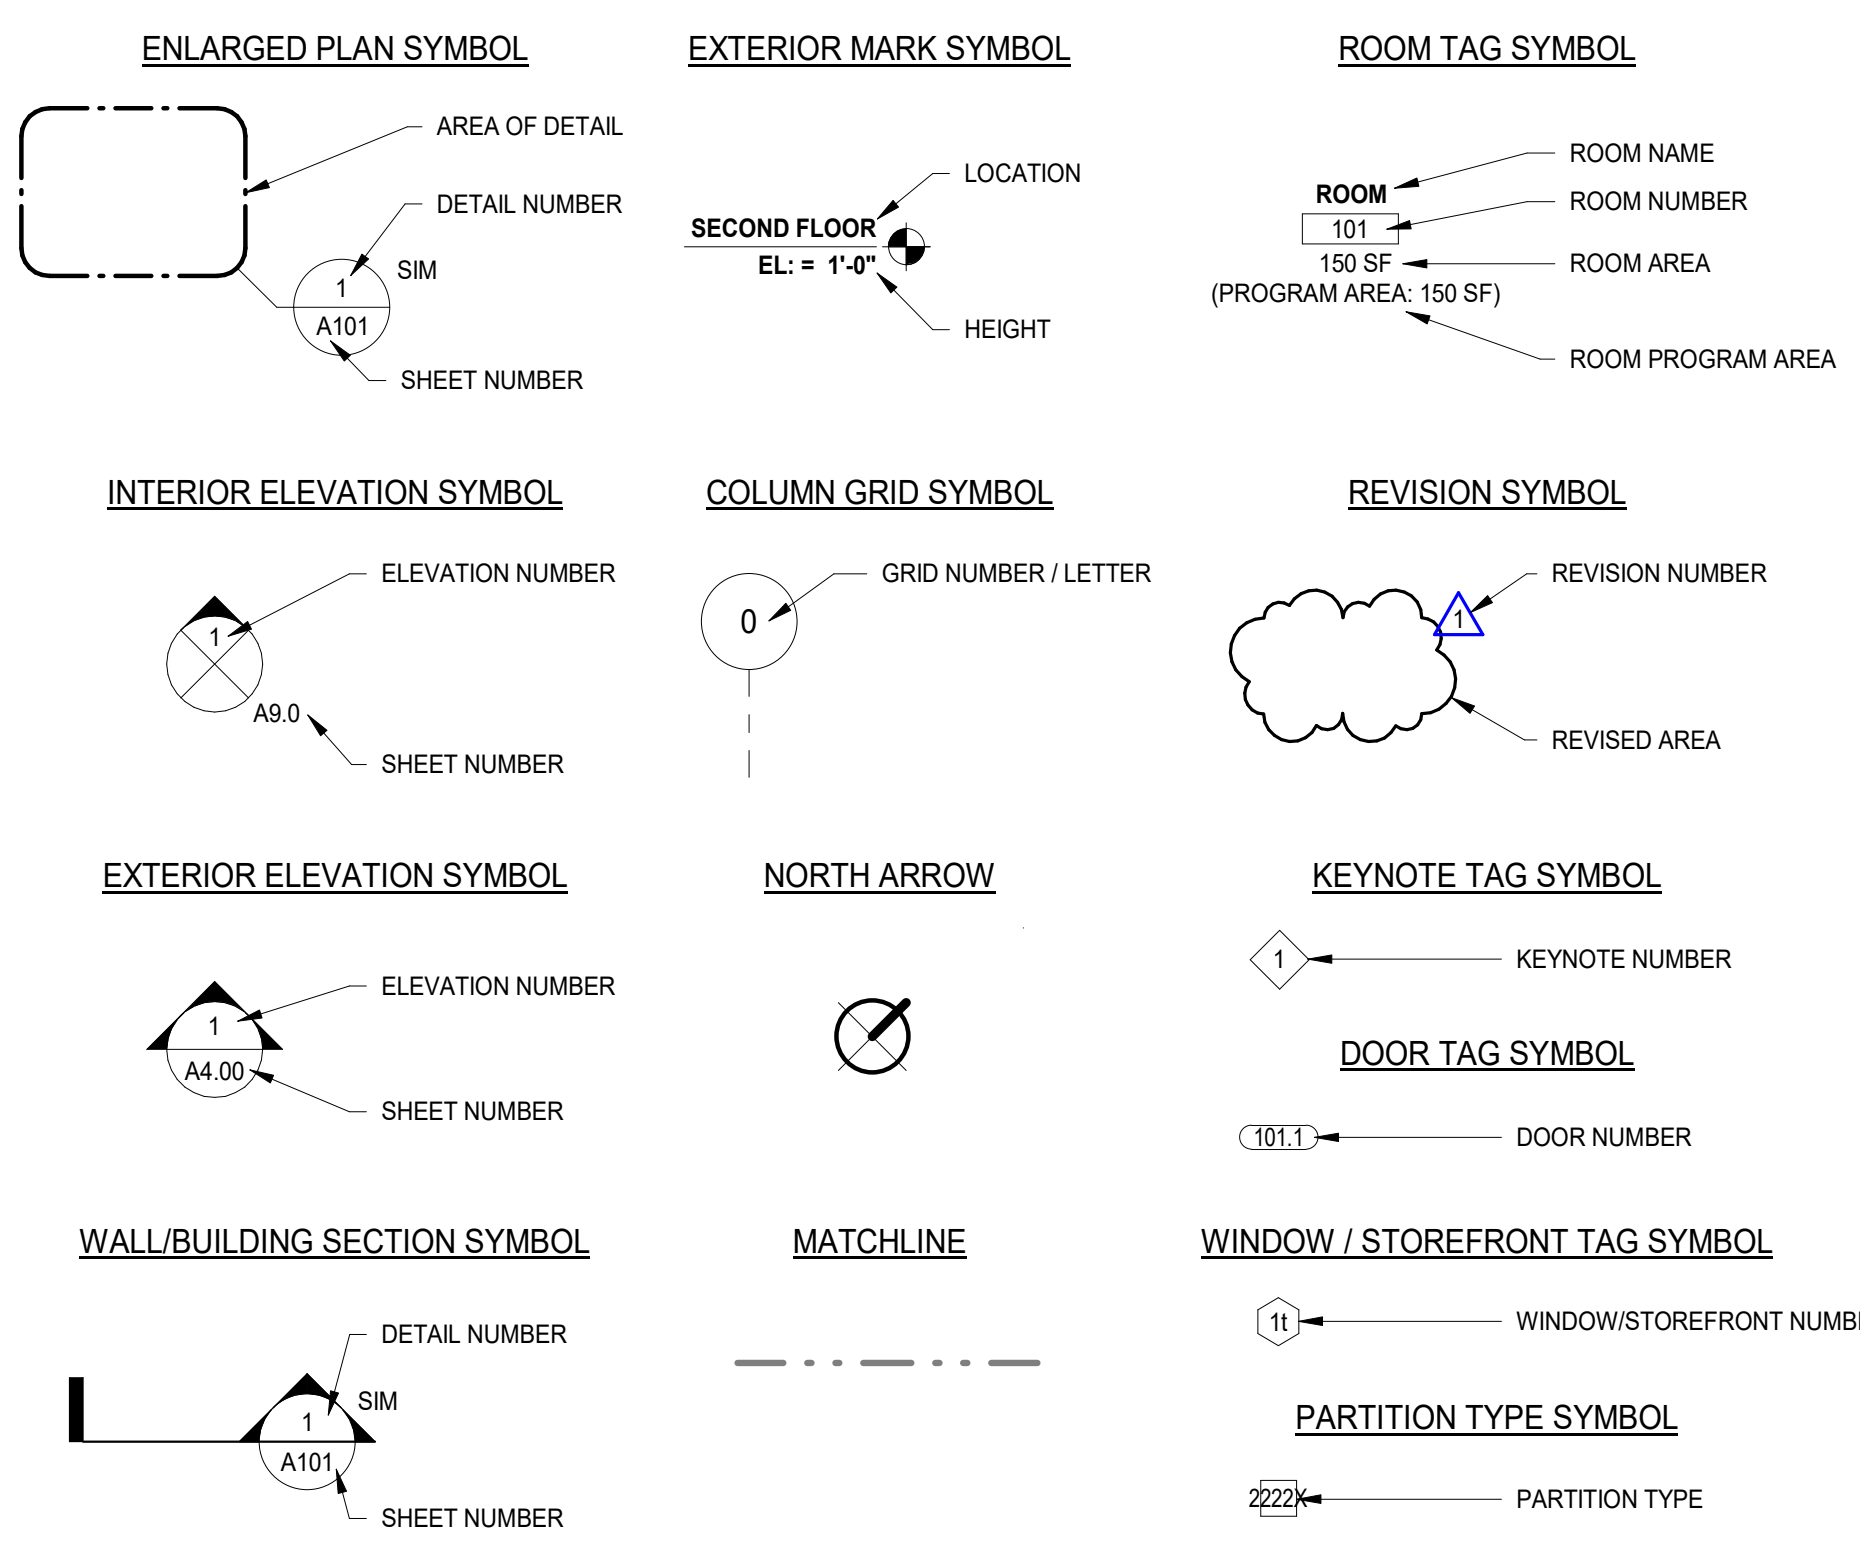 ENLARGED PLAN SYMBOL
AREA OF DETAIL
DETAIL NUMBER
1
SIM
A101
SHEET NUMBER
EXTERIOR MARK SYMBOL
LOCATION
SECOND FLOOR
EL: = 1'-0"
HEIGHT
ROOM TAG SYMBOL
ROOM NAME
ROOM
ROOM NUMBER
101
150 SF
ROOM AREA
(PROGRAM AREA: 150 SF)
ROOM PROGRAM AREA
INTERIOR ELEVATION SYMBOL
ELEVATION NUMBER
1
A9.0
SHEET NUMBER
COLUMN GRID SYMBOL
GRID NUMBER / LETTER
0
REVISION SYMBOL
REVISION NUMBER
1
REVISED AREA
EXTERIOR ELEVATION SYMBOL
ELEVATION NUMBER
1
A4.00
SHEET NUMBER
NORTH ARROW
KEYNOTE TAG SYMBOL
1
KEYNOTE NUMBER
DOOR TAG SYMBOL
101.1
DOOR NUMBER
WALL/BUILDING SECTION SYMBOL
DETAIL NUMBER
SIM
1
A101
SHEET NUMBER
MATCHLINE
WINDOW / STOREFRONT TAG SYMBOL
1t
WINDOW/STOREFRONT
PARTITION TYPE SYMBOL
2222X
PARTITION TYPE